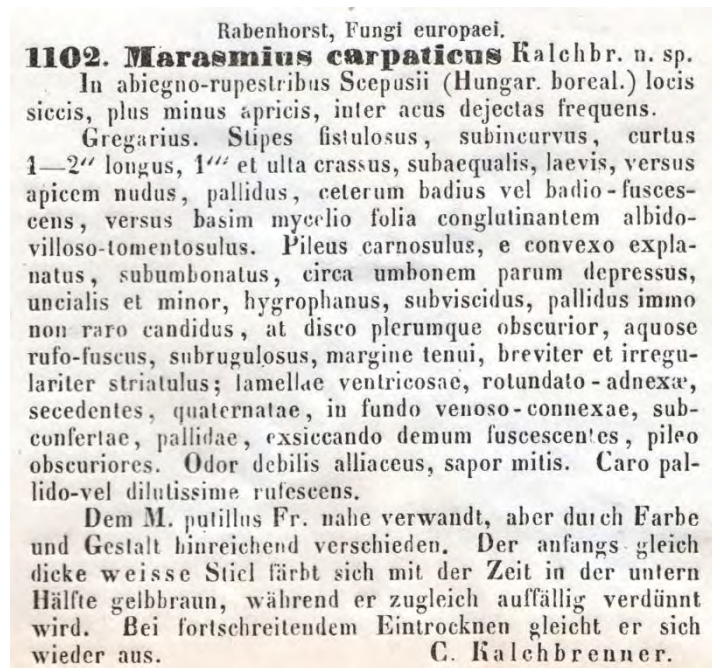 Rabenhorst, Fungi europaei.
1102. Marasmius carpaticus Kalchbr. n. sp.
In abiegno-rupestribus Scepusii (Hungar. boreal.) locis
siccis, plus minus apricis, inter acus dejectas frequens.
Gregarius. Stipes fistulosus, subincurvus, curtus
1—2″ longus, 1‴ et ulta crassus, subaequalis, laevis, versus
apicem nudus, pallidus, ceterum badius vel badio-fusces-
cens, versus basim mycelio folia conglutinantem albido-
villoso-tomentosulus. Pileus carnosulus, e convexo expla-
natus, subumbonatus, circa umbonem parum depressus,
uncialis et minor, hygrophanus, subviscidus, pallidus immo
non raro candidus, at disco plerumque obscurior, aquose
rufo-fuscus, subrugulosus, margine tenui, breviter et irregu-
lariter striatulus; lamellae ventricosae, rotundato-adnexæ,
secedentes, quaternatae, in fundo venoso-connexae, sub-
confertae, pallidae, exsiccando demum fuscescentes, pileo
obscuriores. Odor debilis alliaceus, sapor mitis. Caro pal-
lido-vel dilutissime rufescens.
Dem M. putillus Fr. nahe verwandt, aber durch Farbe
und Gestalt hinreichend verschieden. Der anfangs gleich
dicke weisse Stiel färbt sich mit der Zeit in der untern
Hälfte gelbbraun, während er zugleich auffällig verdünnt
wird. Bei fortschreitendem Eintrocknen gleicht er sich
wieder aus. C. Kalchbrenner.